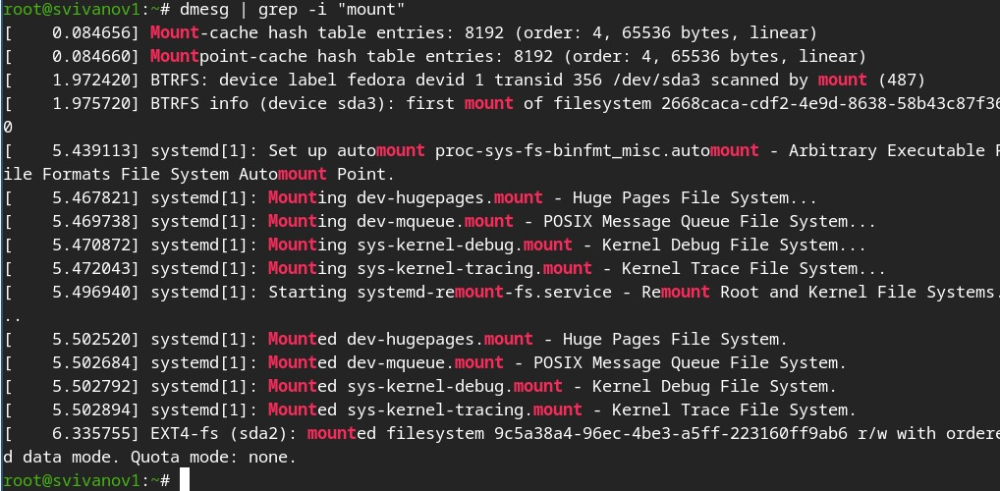 root@svivanov1:~# dmesg | grep -i "mount"
[    0.084656] Mount-cache hash table entries: 8192 (order: 4, 65536 bytes, linear)
[    0.084660] Mountpoint-cache hash table entries: 8192 (order: 4, 65536 bytes, linear)
[    1.972420] BTRFS: device label fedora devid 1 transid 356 /dev/sda3 scanned by mount (487)
[    1.975720] BTRFS info (device sda3): first mount of filesystem 2668caca-cdf2-4e9d-8638-58b43c87f36
0
[    5.439113] systemd[1]: Set up automount proc-sys-fs-binfmt_misc.automount - Arbitrary Executable F
ile Formats File System Automount Point.
[    5.467821] systemd[1]: Mounting dev-hugepages.mount - Huge Pages File System...
[    5.469738] systemd[1]: Mounting dev-mqueue.mount - POSIX Message Queue File System...
[    5.470872] systemd[1]: Mounting sys-kernel-debug.mount - Kernel Debug File System...
[    5.472043] systemd[1]: Mounting sys-kernel-tracing.mount - Kernel Trace File System...
[    5.496940] systemd[1]: Starting systemd-remount-fs.service - Remount Root and Kernel File Systems.
..
[    5.502520] systemd[1]: Mounted dev-hugepages.mount - Huge Pages File System.
[    5.502684] systemd[1]: Mounted dev-mqueue.mount - POSIX Message Queue File System.
[    5.502792] systemd[1]: Mounted sys-kernel-debug.mount - Kernel Debug File System.
[    5.502894] systemd[1]: Mounted sys-kernel-tracing.mount - Kernel Trace File System.
[    6.335755] EXT4-fs (sda2): mounted filesystem 9c5a38a4-96ec-4be3-a5ff-223160ff9ab6 r/w with ordere
d data mode. Quota mode: none.
root@svivanov1:~#